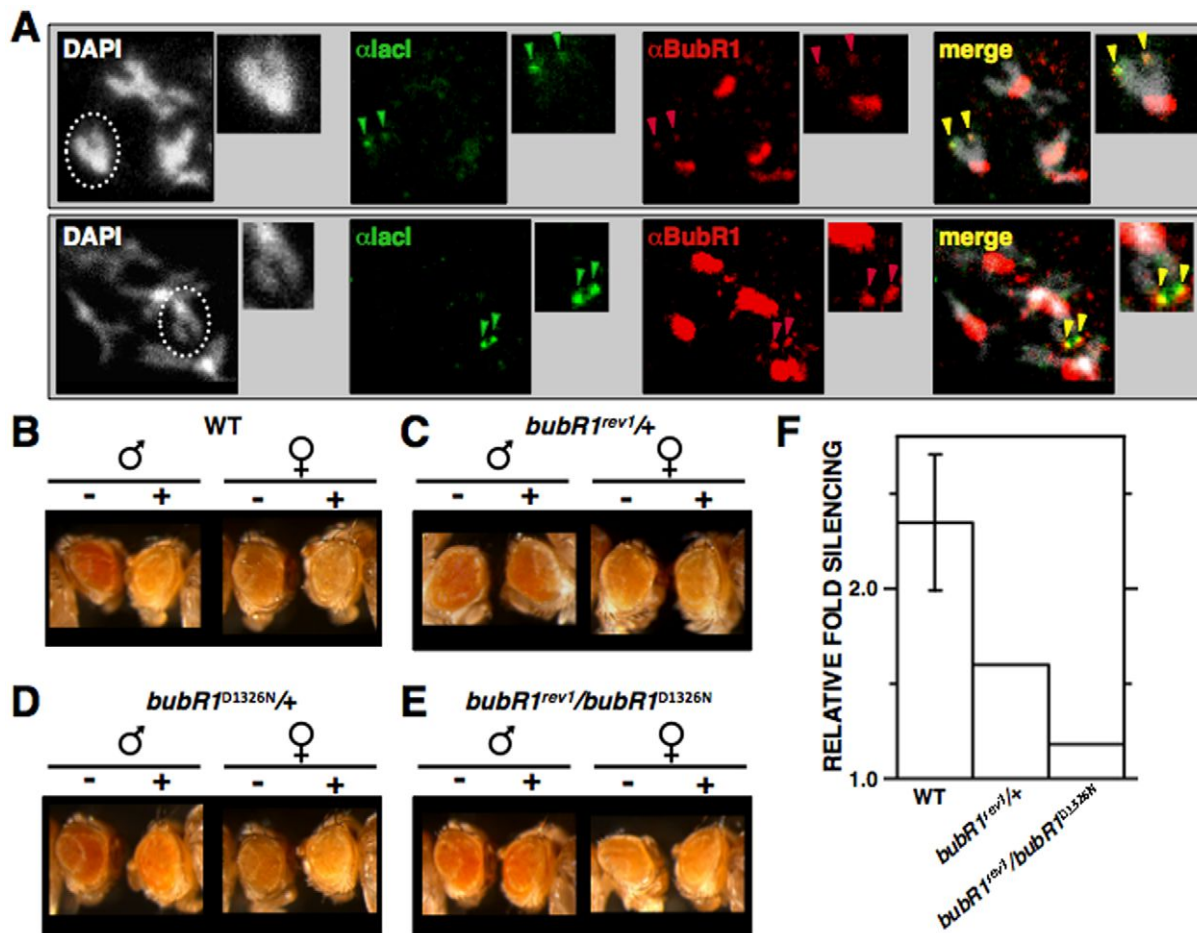 A
DAPI
αlacI
αBubR1
merge
DAPI
αlacI
αBubR1
merge
B
WT
♂ ♀
- + - +
C
bubR1rev1/+
♂ ♀
- + - +
D
bubR1D1326N/+
♂ ♀
- + - +
E
bubR1rev1/bubR1D1326N
♂ ♀
- + - +
F
RELATIVE FOLD SILENCING
2.0
1.0
WT
bubR1rev1/+
bubR1rev1/bubR1D1326N